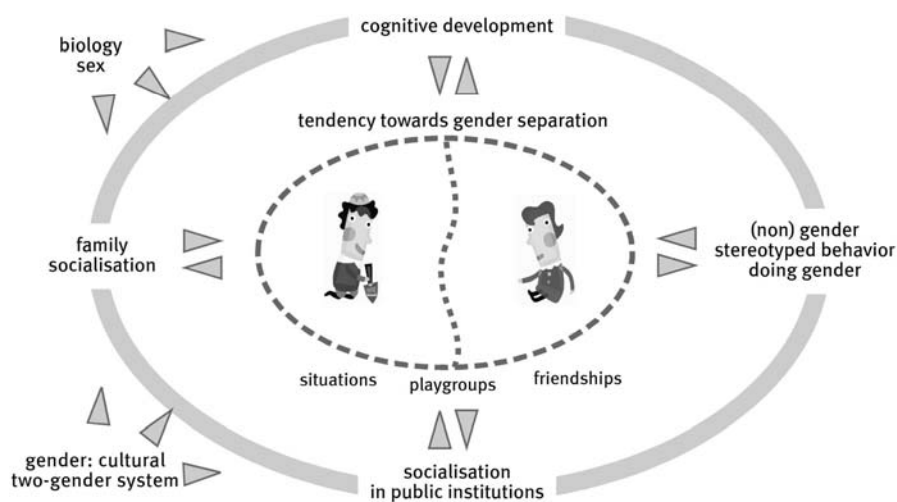 cognitive development
biology
sex
tendency towards gender separation
family
socialisation
(non) gender
stereotyped behavior
doing gender
situations
playgroups
friendships
gender: cultural
two-gender system
socialisation
in public institutions